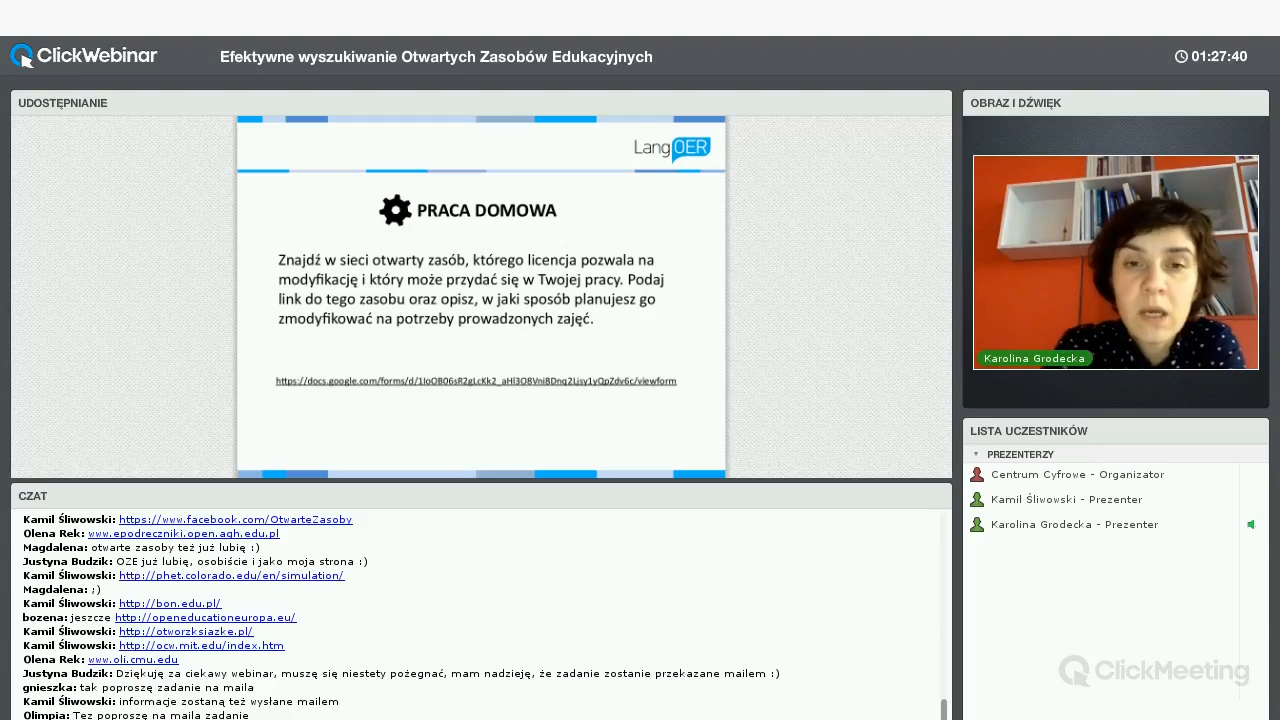 ClickWebinar
Efektywne wyszukiwanie Otwartych Zasobów Edukacyjnych
01:27:40
UDOSTĘPNIANIE
LangOER
PRACA DOMOWA
Znajdź w sieci otwarty zasób, którego licencja pozwala na
modyfikację i który może przydać się w Twojej pracy. Podaj
link do tego zasobu oraz opisz, w jaki sposób planujesz go
zmodyfikować na potrzeby prowadzonych zajęć.
OBRAZ I DŹWIĘK
Karolina Grodecka
LISTA UCZESTNIKÓW
PREZENTERZY
Centrum Cyfrowe - Organizator
Kamil Śliwowski - Prezenter
Karolina Grodecka - Prezenter
CZAT
Kamil Śliwowski: https://www.facebook.com/OtwarteZasoby
Olena Rek: www.epodreczniki.open.agh.edu.pl
Magdalena: otwarte zasoby też już lubię :)
Justyna Budzik: OZE już lubię, osobiście i jako moja strona :)
Kamil Śliwowski: http://phet.colorado.edu/en/simulation/
Magdalena: ;)
Kamil Śliwowski: http://bon.edu.pl/
bozena: jeszcze http://openeducationeuropa.eu/
Kamil Śliwowski: http://otworzksiazke.pl/
Kamil Śliwowski: http://ocw.mit.edu/index.htm
Olena Rek: www.oli.cmu.edu
Justyna Budzik: Dziękuję za ciekawy webinar, muszę się niestety pożegnać, mam nadzieję, że zadanie zostanie przekazane mailem :)
gnieszka: tak poproszę zadanie na maila
Kamil Śliwowski: informacje zostaną też wysłane mailem
Olimpia: Tez poproszę na maila zadanie
ClickMeeting